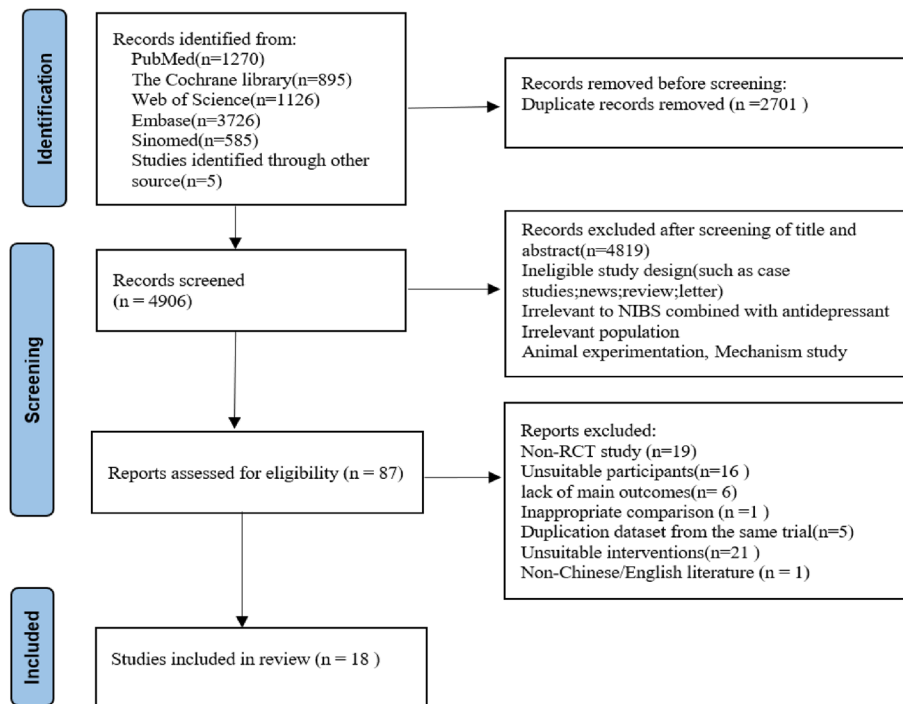 Identification
Records identified from:
PubMed(n=1270)
The Cochrane library(n=895)
Web of Science(n=1126)
Embase(n=3726)
Sinomed(n=585)
Studies identified through other
source(n=5)
Records removed before screening:
Duplicate records removed (n =2701 )
Screening
Records screened
(n = 4906)
Records excluded after screening of title and
abstract(n=4819)
Ineligible study design(such as case
studies;news;review;letter)
Irrelevant to NIBS combined with antidepressant
Irrelevant population
Animal experimentation, Mechanism study
Reports assessed for eligibility (n = 87)
Reports excluded:
Non-RCT study (n=19)
Unsuitable participants(n=16 )
lack of main outcomes(n= 6)
Inappropriate comparison (n =1 )
Duplication dataset from the same trial(n=5)
Unsuitable interventions(n=21 )
Non-Chinese/English literature (n = 1)
Included
Studies included in review (n = 18 )